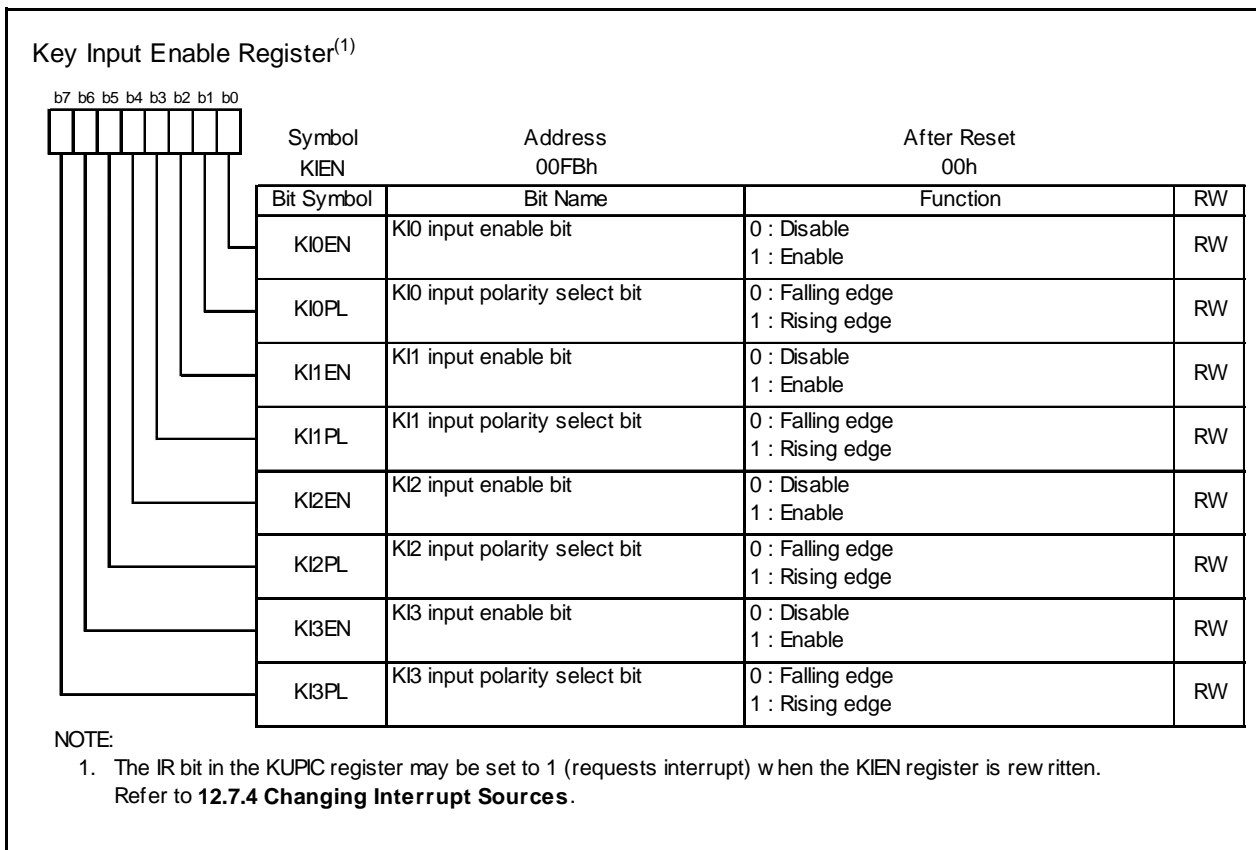 Key Input Enable Register(1)
b7 b6 b5 b4 b3 b2 b1 b0
Symbol Address After Reset
KIEN 00FBh 00h
Bit Symbol Bit Name Function RW
KI0EN KI0 input enable bit 0 : Disable RW
1 : Enable
KI0PL KI0 input polarity select bit 0 : Falling edge RW
1 : Rising edge
KI1EN KI1 input enable bit 0 : Disable RW
1 : Enable
KI1PL KI1 input polarity select bit 0 : Falling edge RW
1 : Rising edge
KI2EN KI2 input enable bit 0 : Disable RW
1 : Enable
KI2PL KI2 input polarity select bit 0 : Falling edge RW
1 : Rising edge
KI3EN KI3 input enable bit 0 : Disable RW
1 : Enable
KI3PL KI3 input polarity select bit 0 : Falling edge RW
1 : Rising edge
NOTE:
1. The IR bit in the KUPIC register may be set to 1 (requests interrupt) when the KIEN register is rewritten.
Refer to 12.7.4 Changing Interrupt Sources.